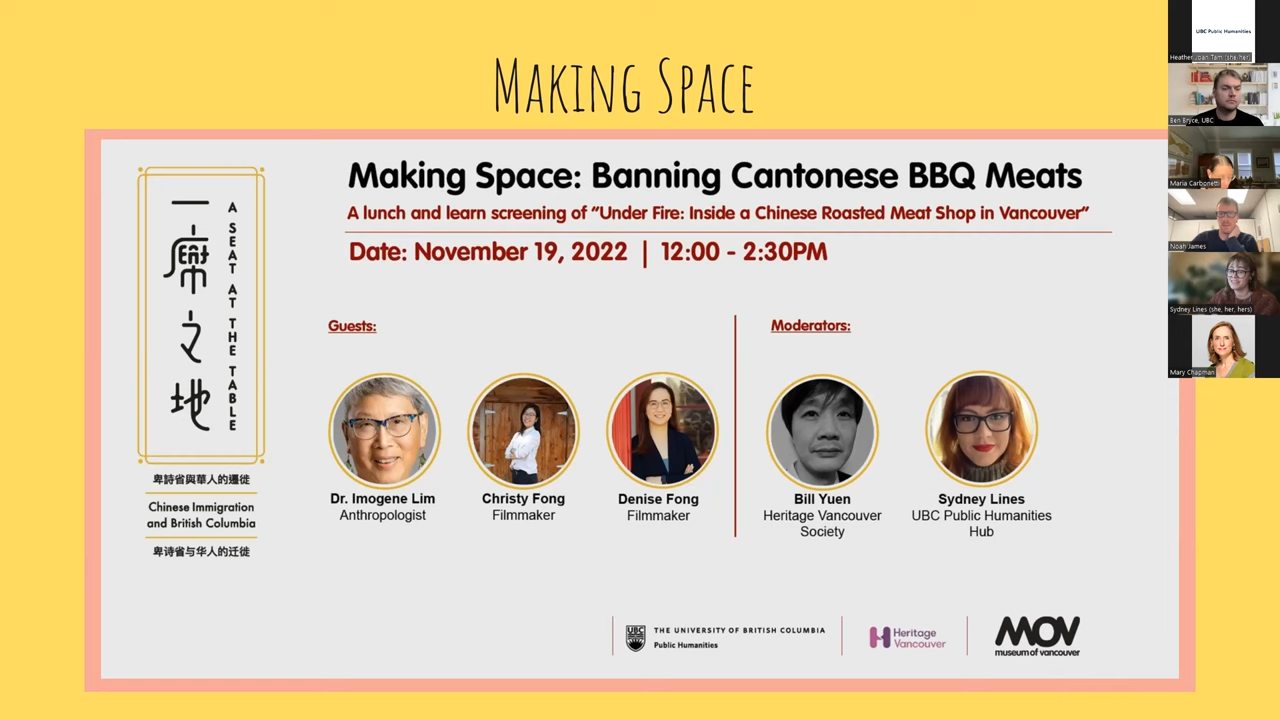 Making Space
Making Space: Banning Cantonese BBQ Meats
A lunch and learn screening of "Under Fire: Inside a Chinese Roasted Meat Shop in Vancouver"
Date: November 19, 2022 | 12:00 - 2:30PM
一席之地
A SEAT AT THE TABLE
卑詩省與華人的遷徙
Chinese Immigration
and British Columbia
卑诗省与华人的迁徙
Guests:
Dr. Imogene Lim
Anthropologist
Christy Fong
Filmmaker
Denise Fong
Filmmaker
Moderators:
Bill Yuen
Heritage Vancouver
Society
Sydney Lines
UBC Public Humanities
Hub
UBC
THE UNIVERSITY OF BRITISH COLUMBIA
Public Humanities
Heritage
Vancouver
MOV
museum of vancouver
UBC Public Humanities
Heather Joan Tam (she/her)
Ben Bryce, UBC
Maria Carbonetti
Noah James
Sydney Lines (she, her, hers)
Mary Chapman